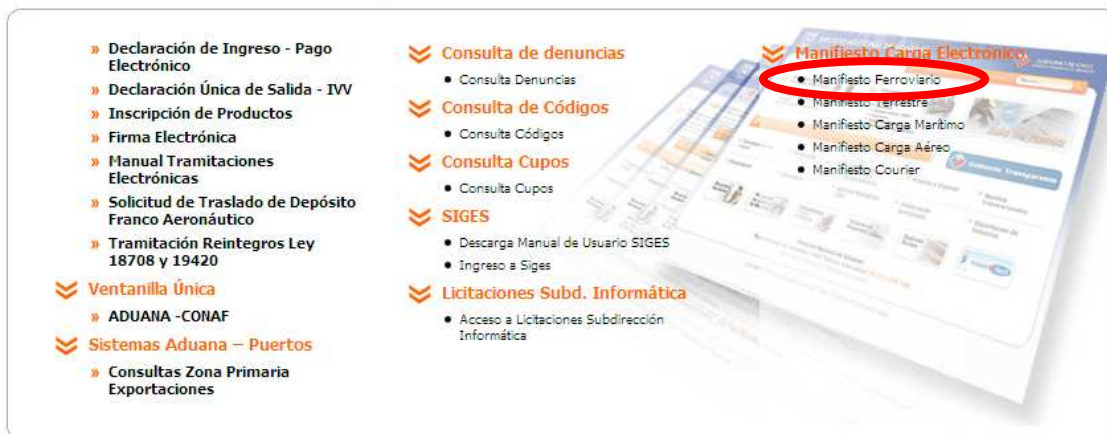 » Declaración de Ingreso - Pago
Electrónico
» Declaración Única de Salida - IVV
» Inscripción de Productos
» Firma Electrónica
» Manual Tramitaciones
Electrónicas
» Solicitud de Traslado de Depósito
Franco Aeronáutico
» Tramitación Reintegros Ley
18708 y 19420
Ventanilla Única
» ADUANA -CONAF
Sistemas Aduana – Puertos
» Consultas Zona Primaria
Exportaciones
Consulta de denuncias
• Consulta Denuncias
Consulta de Códigos
• Consulta Códigos
Consulta Cupos
• Consulta Cupos
SIGES
• Descarga Manual de Usuario SIGES
• Ingreso a Siges
Licitaciones Subd. Informática
• Acceso a Licitaciones Subdirección
Informática
Manifiesto Carga Electrónico
• Manifiesto Ferroviario
• Manifiesto Terrestre
• Manifiesto Carga Marítimo
• Manifiesto Carga Aéreo
• Manifiesto Courier